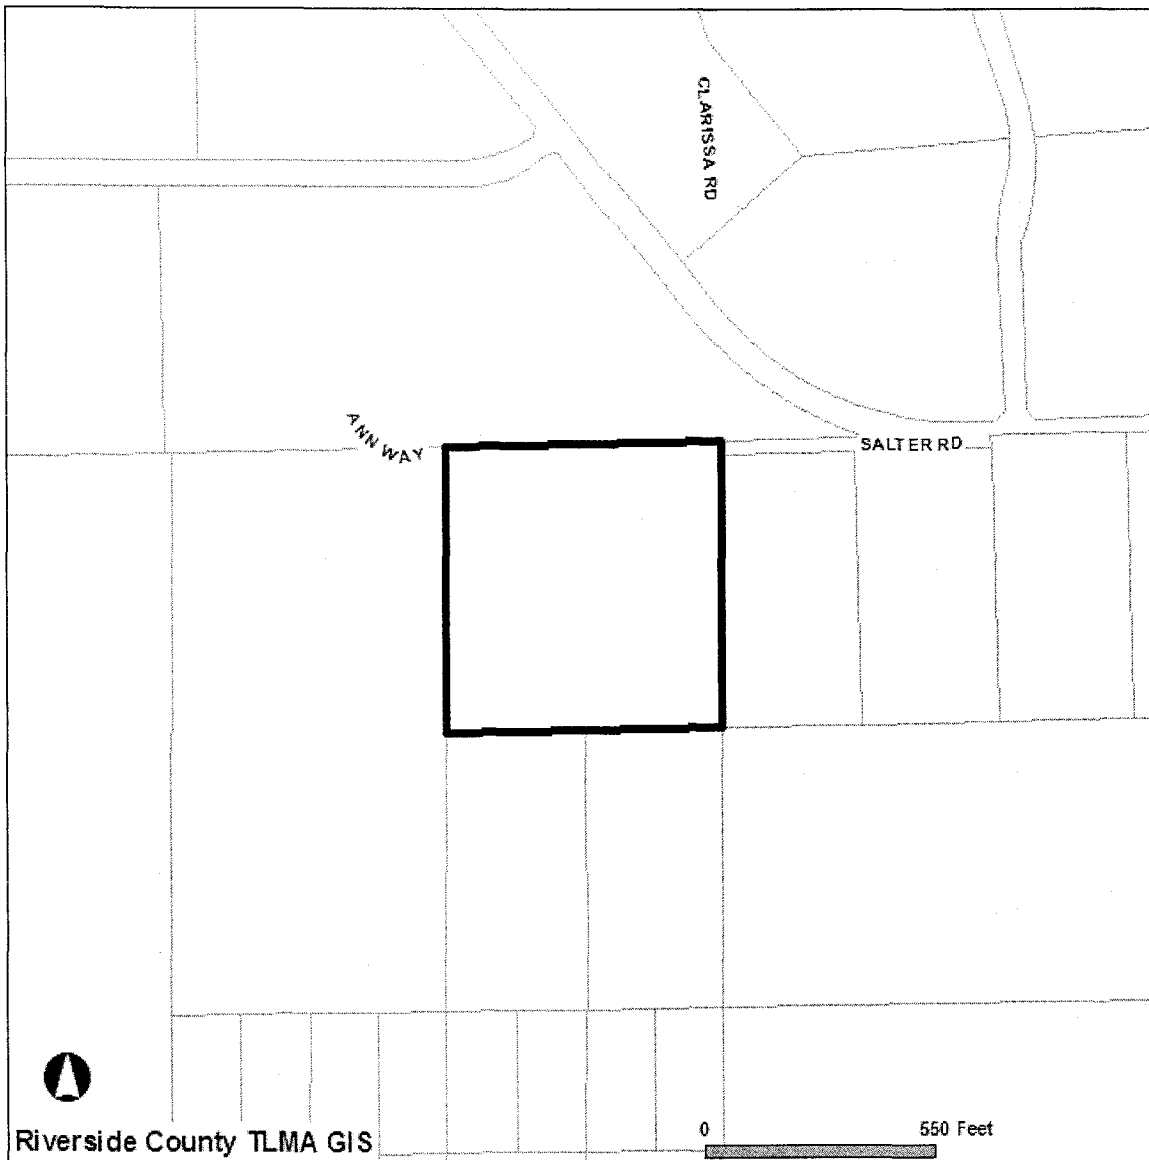 CLARISSA RD
ANN WAY
SALTER RD
Riverside County TLMA GIS
0
550 Feet